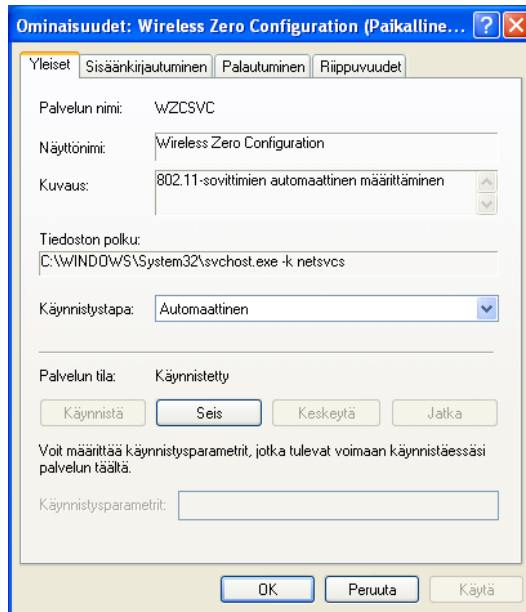 Ominaisuudet: Wireless Zero Configuration (Paikalline...
Yleiset Sisäänkirjautuminen Palautuminen Riippuvuudet
Palvelun nimi: WZCSVC
Näyttönimi: Wireless Zero Configuration
Kuvaus: 802.11-sovittimien automaattinen määrittäminen
Tiedoston polku:
C:\WINDOWS\System32\svchost.exe -k netsvcs
Käynnistystapa: Automaattinen
Palvelun tila: Käynnistetty
Käynnistä Seis Keskeytä Jatka
Voit määrittää käynnistysparametrit, jotka tulevat voimaan käynnistäessäsi
palvelun täältä.
Käynnistysparametrit:
OK Peruuta Käytä